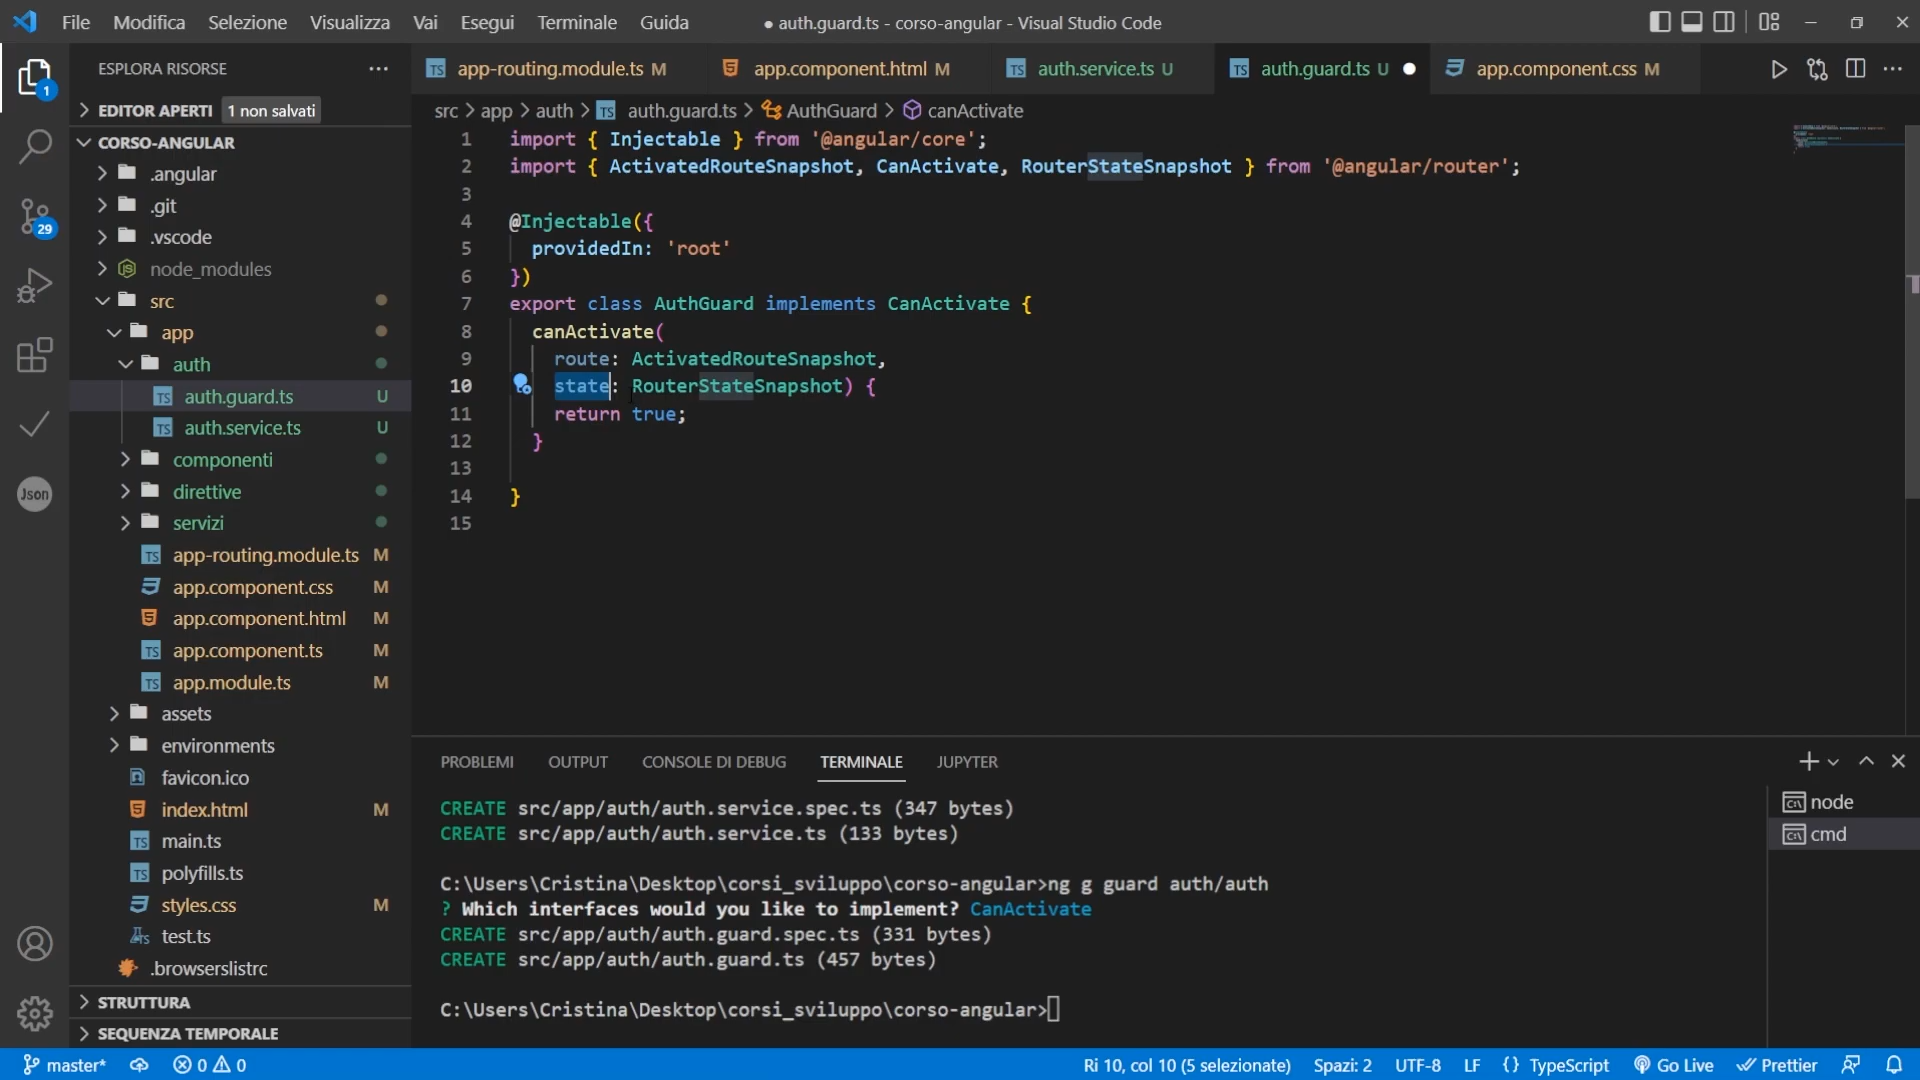 File Modifica Selezione Visualizza Vai Esegui Terminale Guida
● auth.guard.ts - corso-angular - Visual Studio Code
ESPLORA RISORSE
EDITOR APERTI 1 non salvati
CORSO-ANGULAR
.angular
.git
.vscode
node_modules
src
app
auth
auth.guard.ts U
auth.service.ts U
componenti
direttive
servizi
app-routing.module.ts M
app.component.css M
app.component.html M
app.component.ts M
app.module.ts M
assets
environments
favicon.ico
index.html M
main.ts
polyfills.ts
styles.css M
test.ts
.browserslistrc
STRUTTURA
SEQUENZA TEMPORALE
1
29
Json
TS app-routing.module.ts M
app.component.html M
TS auth.service.ts U
TS auth.guard.ts U ●
app.component.css M
src > app > auth > TS auth.guard.ts > AuthGuard > canActivate
1 import { Injectable } from '@angular/core';
2 import { ActivatedRouteSnapshot, CanActivate, RouterStateSnapshot } from '@angular/router';
3
4 @Injectable({
5 providedIn: 'root'
6 })
7 export class AuthGuard implements CanActivate {
8 canActivate(
9 route: ActivatedRouteSnapshot,
10 state: RouterStateSnapshot) {
11 return true;
12 }
13
14 }
15
PROBLEMI OUTPUT CONSOLE DI DEBUG TERMINALE JUPYTER
CREATE src/app/auth/auth.service.spec.ts (347 bytes)
CREATE src/app/auth/auth.service.ts (133 bytes)
C:\Users\Cristina\Desktop\corsi_sviluppo\corso-angular>ng g guard auth/auth
? Which interfaces would you like to implement? CanActivate
CREATE src/app/auth/auth.guard.spec.ts (331 bytes)
CREATE src/app/auth/auth.guard.ts (457 bytes)
C:\Users\Cristina\Desktop\corsi_sviluppo\corso-angular>
node
cmd
master* 0 0 Ri 10, col 10 (5 selezionate) Spazi: 2 UTF-8 LF {} TypeScript Go Live Prettier